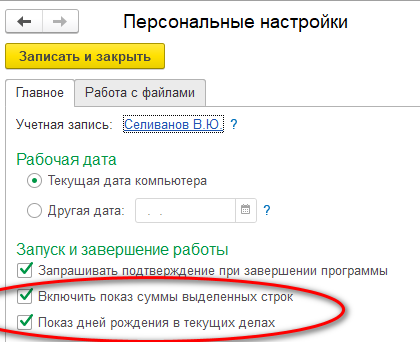 Персональные настройки
Записать и закрыть
Главное Работа с файлами
Учетная запись: Селиванов В.Ю. ?
Рабочая дата
Текущая дата компьютера
Другая дата: . . ?
Запуск и завершение работы
Запрашивать подтверждение при завершении программы
Включить показ суммы выделенных строк
Показ дней рождения в текущих делах